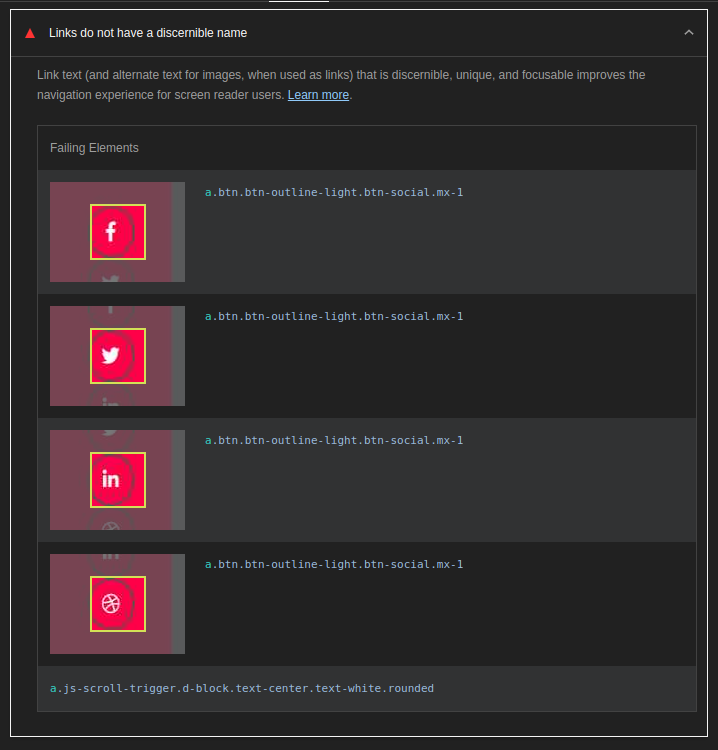 Links do not have a discernible name
Link text (and alternate text for images, when used as links) that is discernible, unique, and focusable improves the
navigation experience for screen reader users. Learn more.
Failing Elements
a.btn.btn-outline-light.btn-social.mx-1
a.btn.btn-outline-light.btn-social.mx-1
in
a.btn.btn-outline-light.btn-social.mx-1
a.btn.btn-outline-light.btn-social.mx-1
a.js-scroll-trigger.d-block.text-center.text-white.rounded